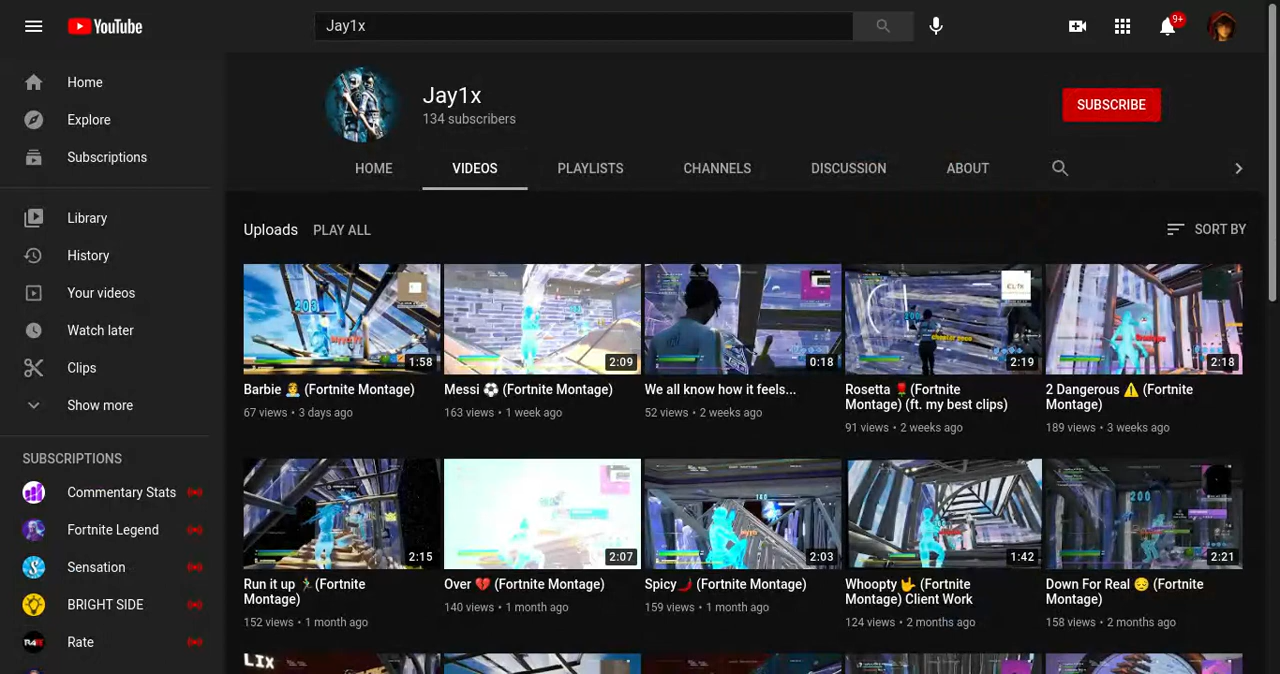 YouTube
Jay1x
9+
Home
Explore
Subscriptions
Library
History
Your videos
Watch later
Clips
Show more
SUBSCRIPTIONS
Commentary Stats
Fortnite Legend
Sensation
BRIGHT SIDE
Rate
Jay1x
134 subscribers
SUBSCRIBE
HOME VIDEOS PLAYLISTS CHANNELS DISCUSSION ABOUT
Uploads PLAY ALL
SORT BY
1:58
Barbie 🧛 (Fortnite Montage)
67 views • 3 days ago
2:09
Messi ⚽ (Fortnite Montage)
163 views • 1 week ago
0:18
We all know how it feels...
52 views • 2 weeks ago
2:19
Rosetta 🌹(Fortnite
Montage) (ft. my best clips)
91 views • 2 weeks ago
2:18
2 Dangerous ⚠️ (Fortnite
Montage)
189 views • 3 weeks ago
2:15
Run it up 🏃(Fortnite
Montage)
152 views • 1 month ago
2:07
Over 💔 (Fortnite Montage)
140 views • 1 month ago
2:03
Spicy🌶️ (Fortnite Montage)
159 views • 1 month ago
1:42
Whoopty 🤟 (Fortnite
Montage) Client Work
124 views • 2 months ago
200
2:21
Down For Real 😔 (Fortnite
Montage)
158 views • 2 months ago